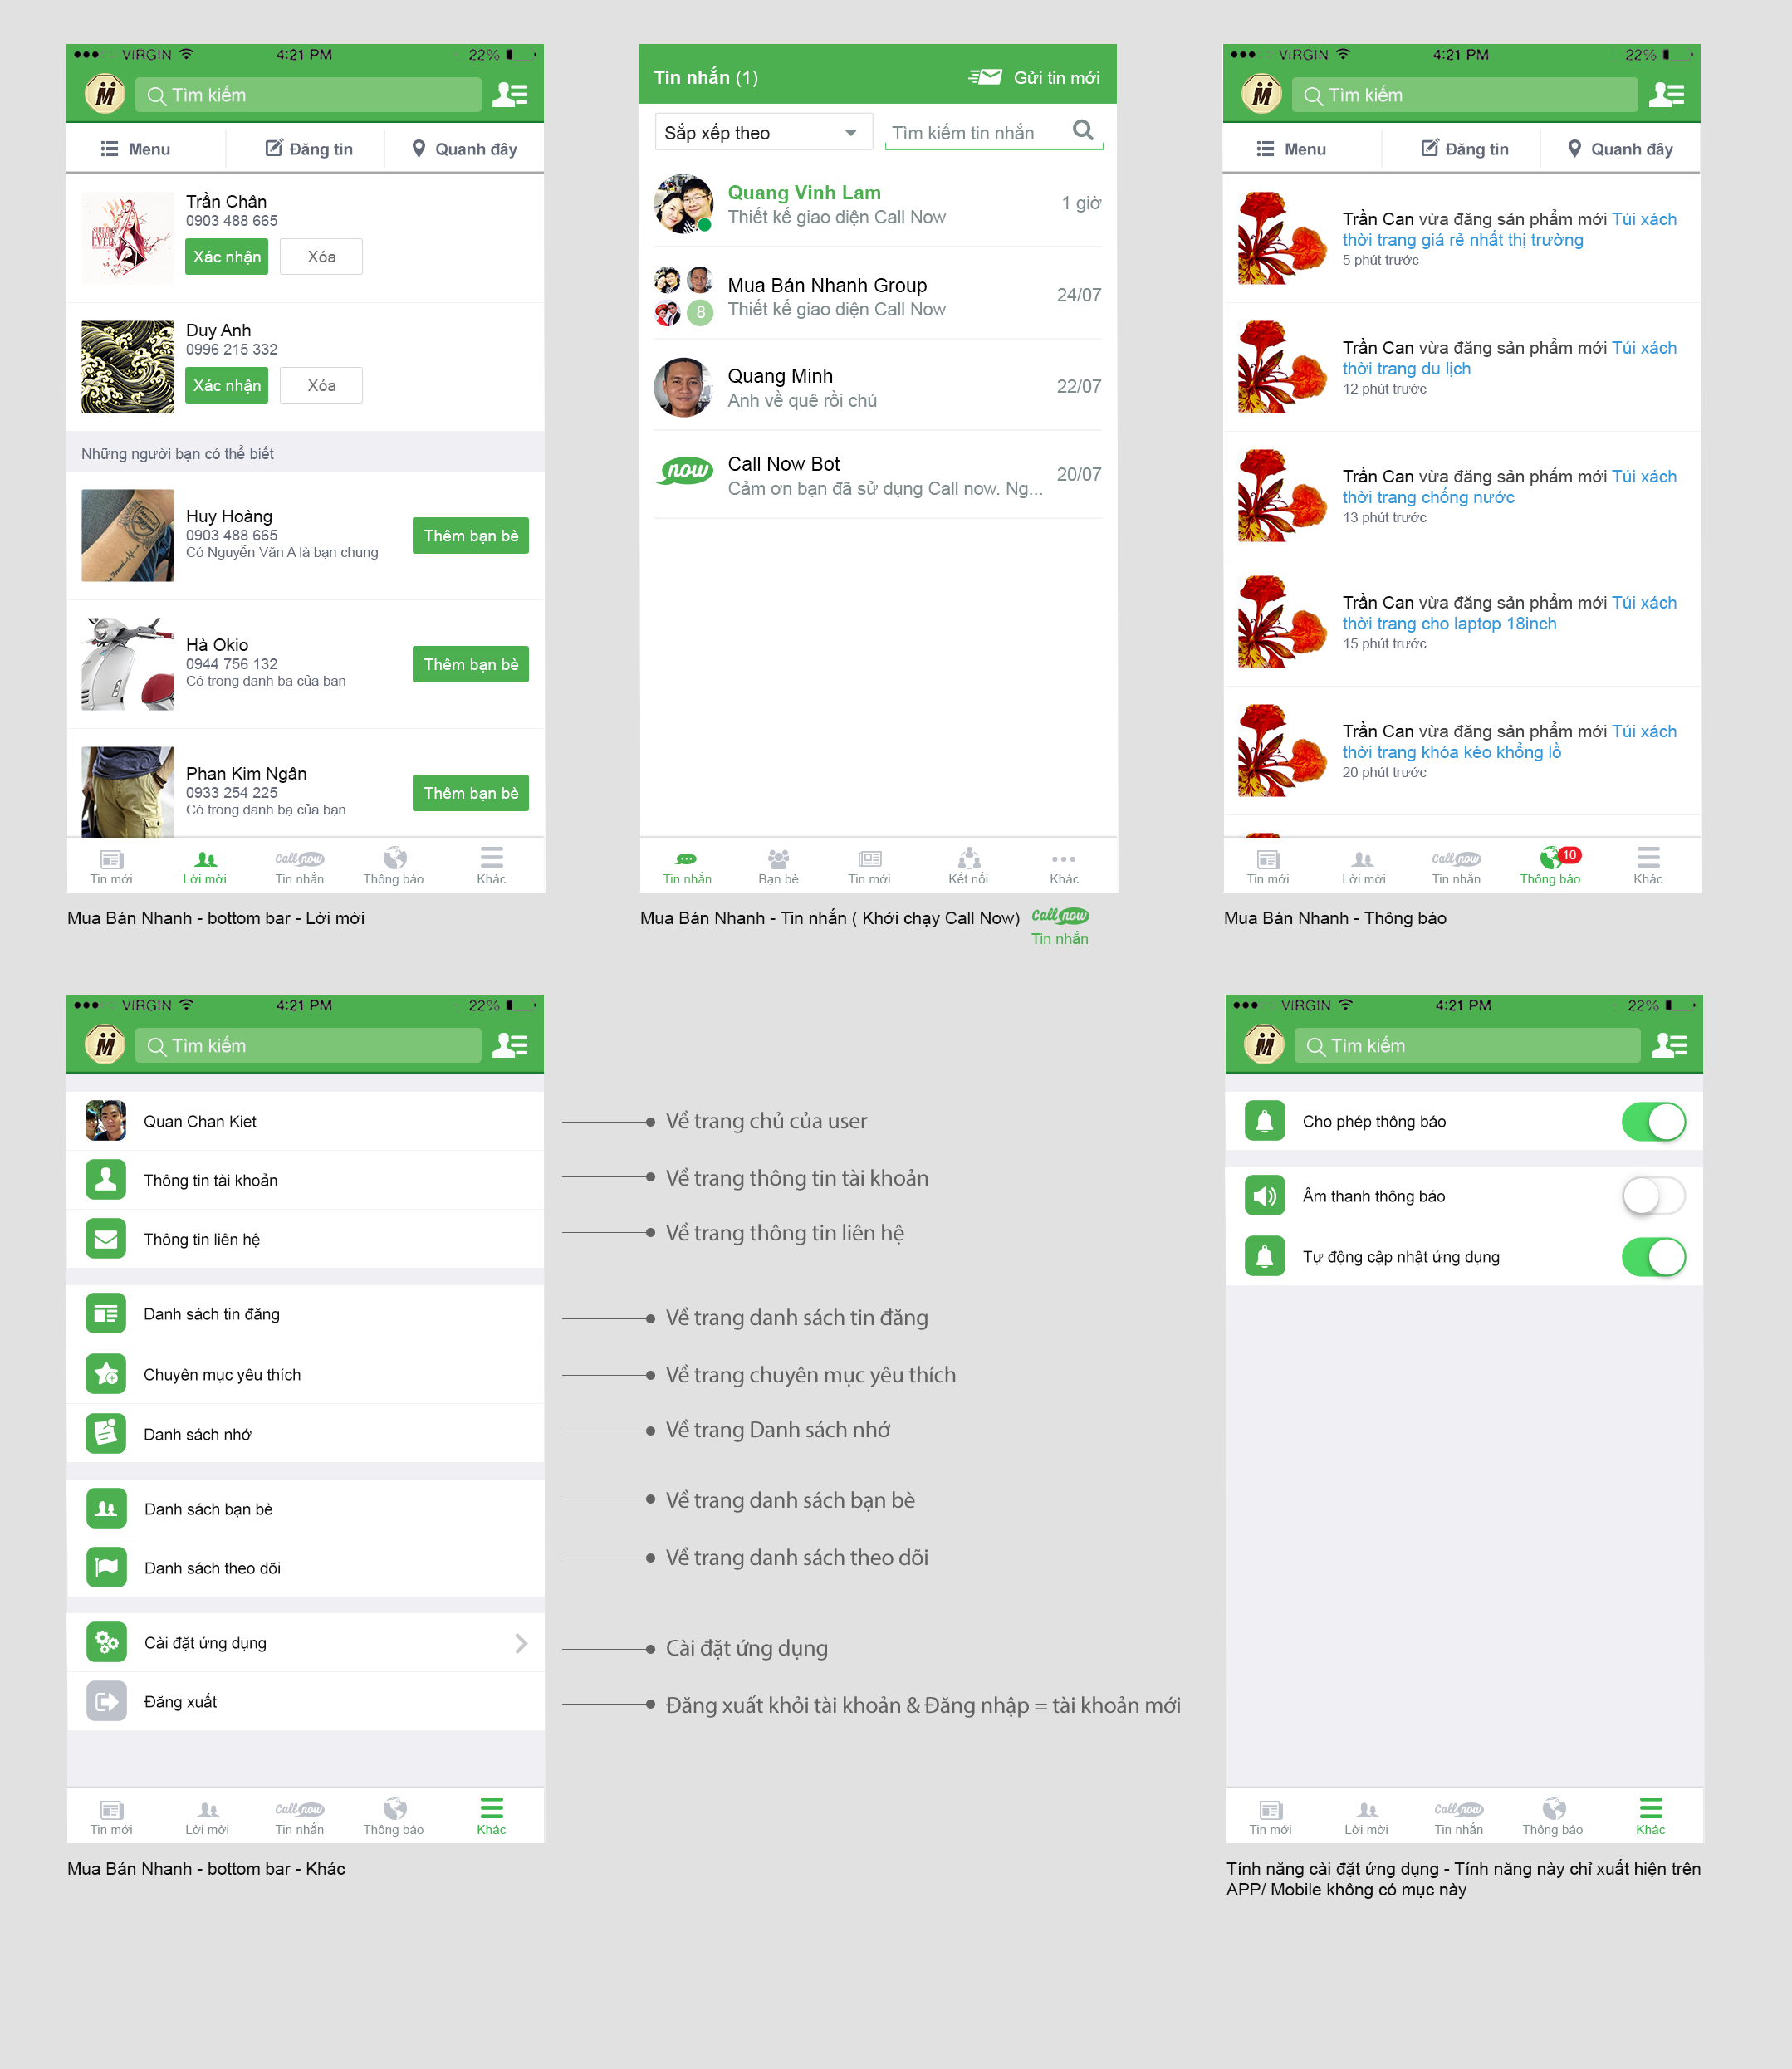 VIRGIN 4:21 PM 22%
Tìm kiếm
Menu Đăng tin Quanh đây
Trần Chân
0903 488 665
Xác nhận Xóa
Duy Anh
0996 215 332
Xác nhận Xóa
Những người bạn có thể biết
Huy Hoàng
0903 488 665
Có Nguyễn Văn A là bạn chung
Thêm bạn bè
Hà Okio
0944 756 132
Có trong danh bạ của bạn
Thêm bạn bè
Phan Kim Ngân
0933 254 225
Có trong danh bạ của bạn
Thêm bạn bè
Tin mới Lời mời Call now Tin nhắn Thông báo Khác
Mua Bán Nhanh - bottom bar - Lời mời
Tin nhắn (1) Gửi tin mới
Sắp xếp theo Tìm kiếm tin nhắn
Quang Vinh Lam
Thiết kế giao diện Call Now
1 giờ
8
Mua Bán Nhanh Group
Thiết kế giao diện Call Now
24/07
Quang Minh
Anh về quê rồi chú
22/07
now
Call Now Bot
Cảm ơn bạn đã sử dụng Call now. Ng...
20/07
Tin nhắn Bạn bè Tin mới Kết nối Khác
Mua Bán Nhanh - Tin nhắn ( Khởi chạy Call Now)
Call now
Tin nhắn
VIRGIN 4:21 PM 22%
Tìm kiếm
Menu Đăng tin Quanh đây
Trần Can vừa đăng sản phẩm mới Túi xách
thời trang giá rẻ nhất thị trường
5 phút trước
Trần Can vừa đăng sản phẩm mới Túi xách
thời trang du lịch
12 phút trước
Trần Can vừa đăng sản phẩm mới Túi xách
thời trang chống nước
13 phút trước
Trần Can vừa đăng sản phẩm mới Túi xách
thời trang cho laptop 18inch
15 phút trước
Trần Can vừa đăng sản phẩm mới Túi xách
thời trang khóa kéo khổng lồ
20 phút trước
10
Tin mới Lời mời Call now Tin nhắn Thông báo Khác
Mua Bán Nhanh - Thông báo
VIRGIN 4:21 PM 22%
Tìm kiếm
Quan Chan Kiet
Thông tin tài khoản
Thông tin liên hệ
Danh sách tin đăng
Chuyên mục yêu thích
Danh sách nhớ
Danh sách bạn bè
Danh sách theo dõi
Cài đặt ứng dụng
Đăng xuất
Tin mới Lời mời Call now Tin nhắn Thông báo Khác
Mua Bán Nhanh - bottom bar - Khác
Về trang chủ của user
Về trang thông tin tài khoản
Về trang thông tin liên hệ
Về trang danh sách tin đăng
Về trang chuyên mục yêu thích
Về trang Danh sách nhớ
Về trang danh sách bạn bè
Về trang danh sách theo dõi
Cài đặt ứng dụng
Đăng xuất khỏi tài khoản & Đăng nhập = tài khoản mới
VIRGIN 4:21 PM 22%
Tìm kiếm
Cho phép thông báo
Âm thanh thông báo
Tự động cập nhật ứng dụng
Tin mới Lời mời Call now Tin nhắn Thông báo Khác
Tính năng cài đặt ứng dụng - Tính năng này chỉ xuất hiện trên
APP/ Mobile không có mục này